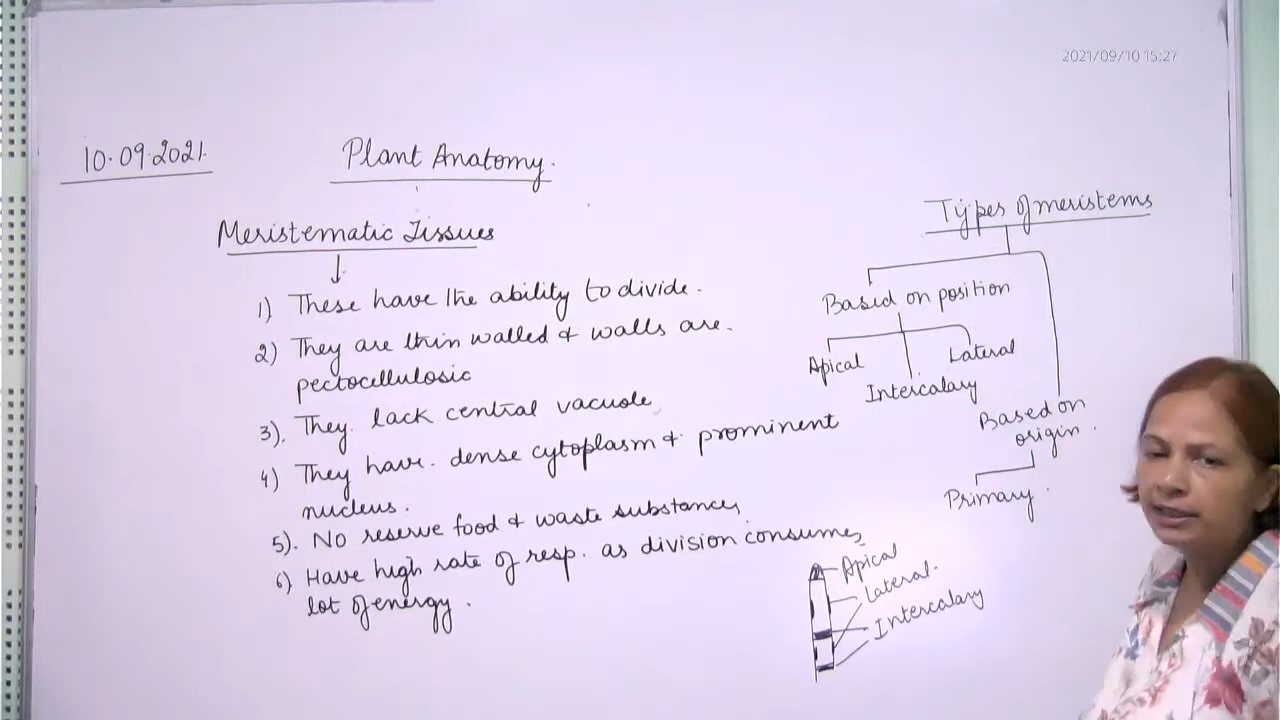 2021/09/10 15:27
10.09.2021.
Plant Anatomy.
Meristematic Tissues
1) These have the ability to divide.
2) They are thin walled & walls are.
pectocellulosic
3). They lack central vacuole
4) They have dense cytoplasm & prominent
nucleus.
5). No reserve food & waste substances
6) Have high rate of resp. as division consumes
lot of energy.
Types of meristems
Based on position
Apical
Lateral
Intercalary
Based on
origin.
Primary.
Apical
Lateral.
Intercalary